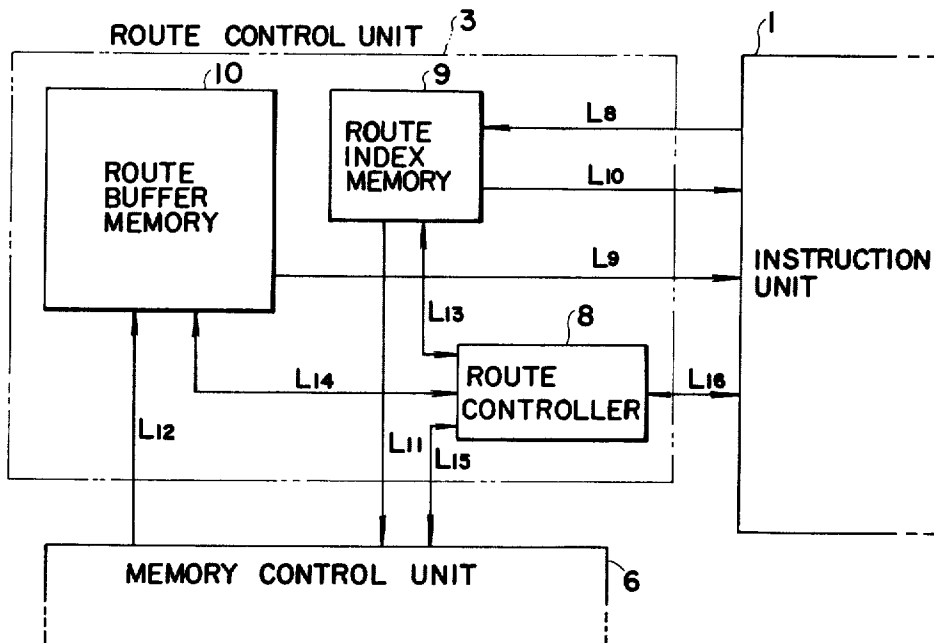 ROUTE CONTROL UNIT
3
1
10
9
ROUTE
BUFFER
MEMORY
ROUTE
INDEX
MEMORY
L8
L10
L9
INSTRUCTION
UNIT
L13
8
ROUTE
CONTROLLER
L14
L16
L12
L11
L15
MEMORY CONTROL UNIT
6